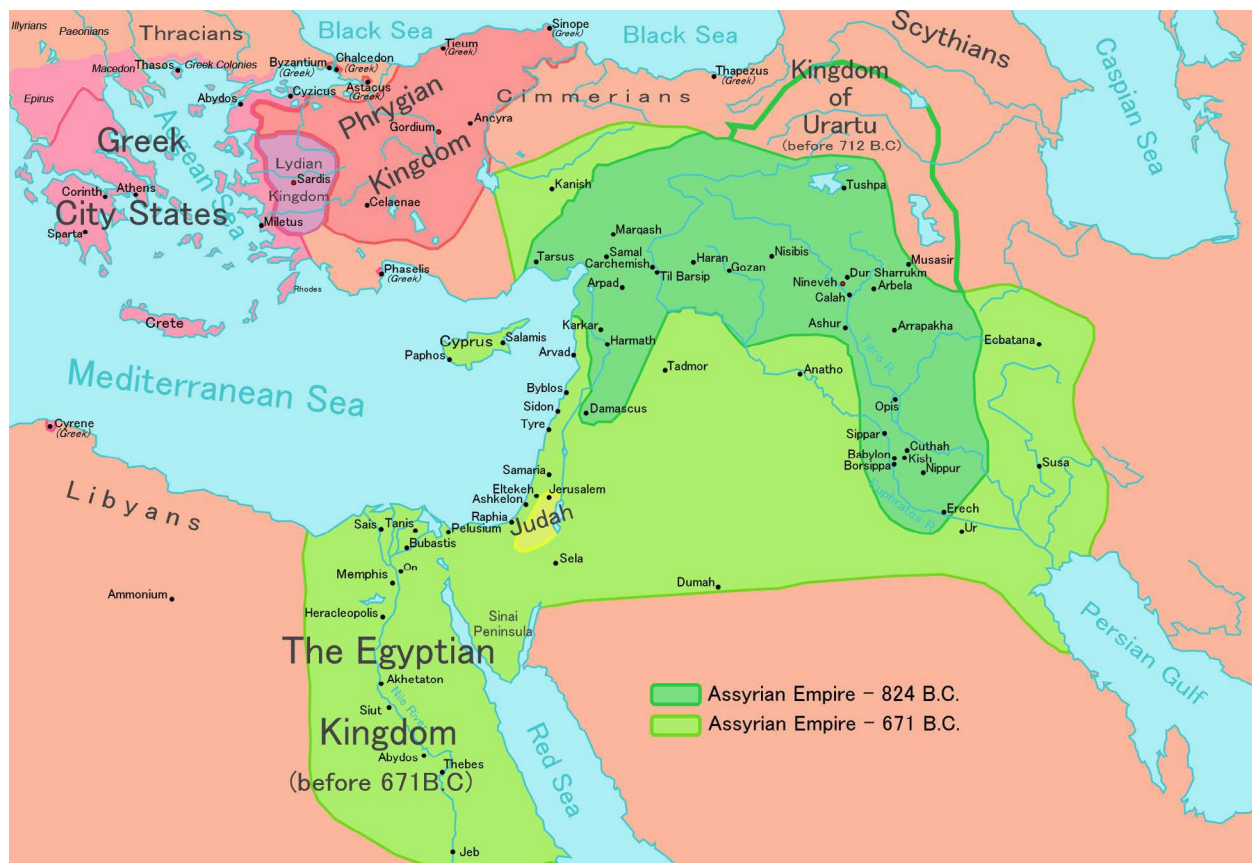 Illyrians
Paeonians
Thracians
Macedon
Thasos
Greek Colonies
Epirus
Black Sea
Sinope
(Greek)
Tieum
(Greek)
Byzantium
(Greek)
Chalcedon
(Greek)
Astacus
(Greek)
Cyzicus
Abydos
Black Sea
Thapezus
(Greek)
Scythians
Caspian Sea
Cimmerians
Kingdom
of
Urartu
(before 712 B.C)
Phrygian
Kingdom
Gordium
Ancyra
Celaenae
Lydian
Kingdom
Sardis
Miletus
Aegean Sea
Greek
City States
Corinth
Athens
Sparta
Phaselis
(Greek)
Rhodes
Crete
Kanish
Tushpa
Marqash
Samal
Carchemish
Til Barsip
Haran
Gozan
Nisibis
Musasir
Dur Sharrukm
Nineveh
Arbela
Calah
Tarsus
Arpad
Karkar
Harmath
Arvad
Ashur
Arrapakha
Tigris R.
Ecbatana
Cyprus
Salamis
Paphos
Mediterranean Sea
Tadmor
Anatho
Byblos
Sidon
Tyre
Damascus
Opis
Sippar
Cuthah
Babylon
Kish
Borsippa
Nippur
Susa
Cyrene
(Greek)
Samaria
Eltekeh
Jerusalem
Ashkelon
Raphia
Judah
Euphrates R.
Erech
Ur
Libyans
Sais
Tanis
Pelusium
Bubastis
On
Memphis
Sela
Dumah
Ammonium
Heracleopolis
Sinai
Peninsula
The Egyptian
Kingdom
(before 671B.C)
Akhetaton
Nile River
Siut
Abydos
Thebes
Jeb
Red Sea
Persian Gulf
Assyrian Empire - 824 B.C.
Assyrian Empire - 671 B.C.